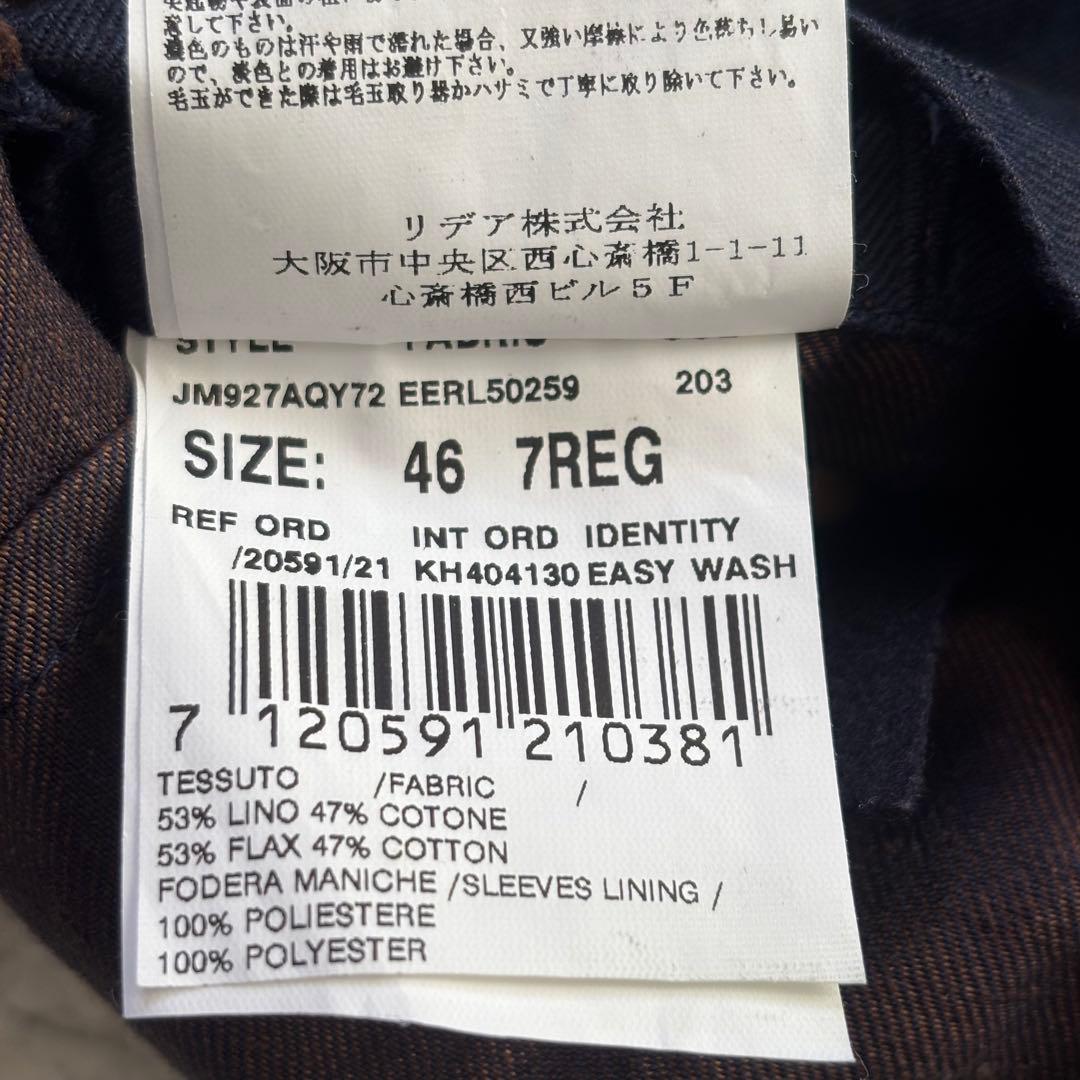 意して下さい。
濃色のものは汗や雨で濡れた場合、又強い摩擦により色落ちし易い
ので、淡色との着用はお避け下さい。
毛玉ができた際は毛玉取り器かハサミで丁寧に取り除いて下さい。
リデア株式会社
大阪市中央区西心斎橋1-1-11
心斎橋西ビル5F
STYLE FABRIC
JM927AQY72 EERL50259 203
SIZE: 46 7REG
REF ORD INT ORD IDENTITY
/20591/21 KH404130 EASY WASH
7 120591 210381
TESSUTO /FABRIC /
53% LINO 47% COTONE
53% FLAX 47% COTTON
FODERA MANICHE /SLEEVES LINING /
100% POLIESTERE
100% POLYESTER